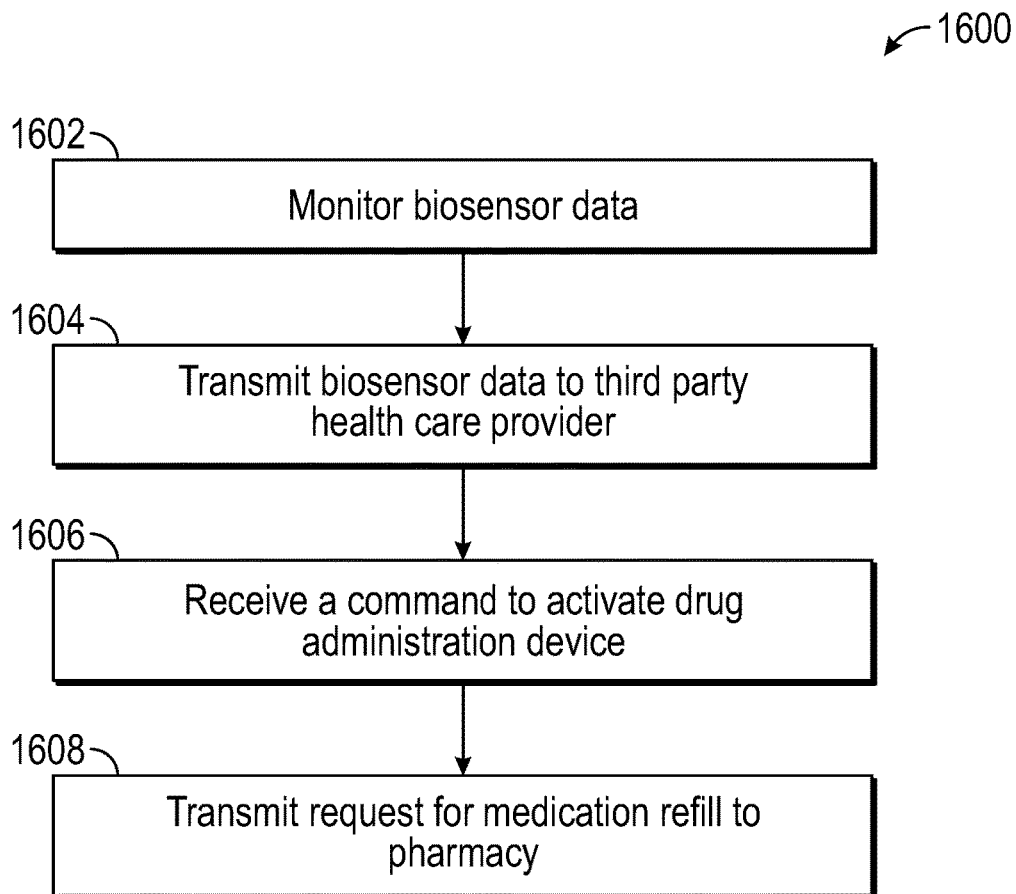 1600
1602
Monitor biosensor data
1604
Transmit biosensor data to third party
health care provider
1606
Receive a command to activate drug
administration device
1608
Transmit request for medication refill to
pharmacy